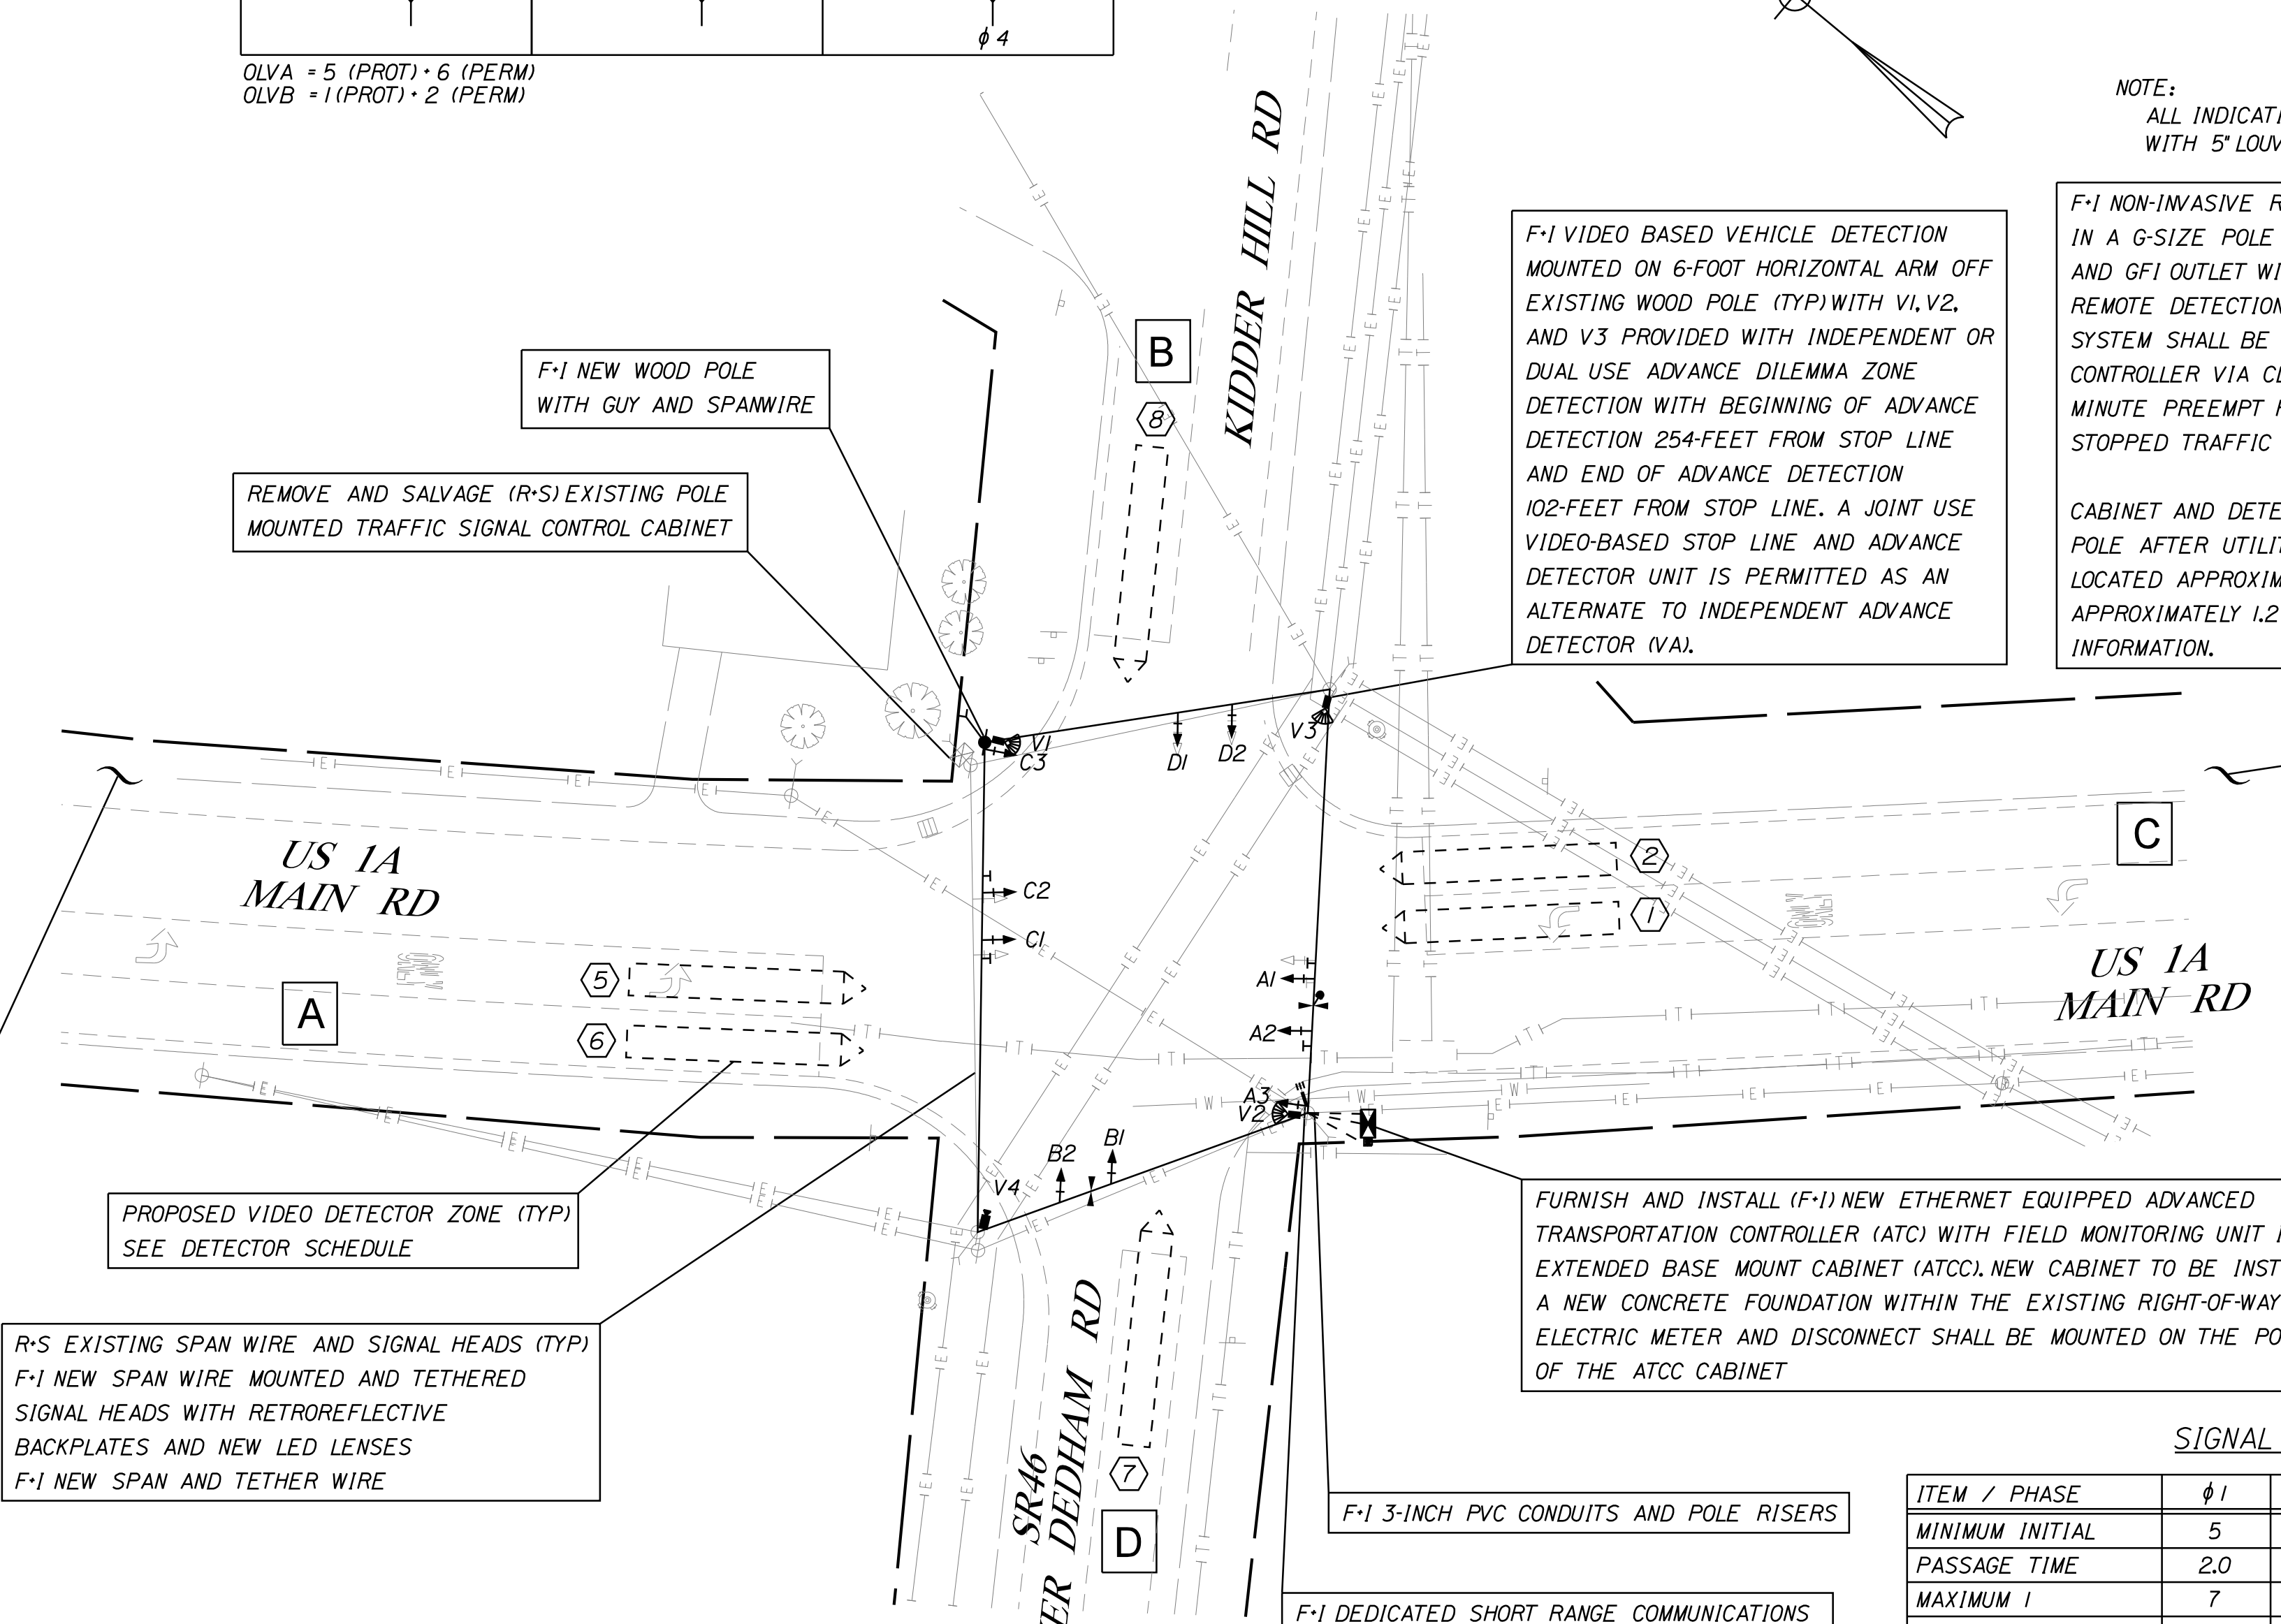 ϕ 4
OLVA = 5 (PROT) + 6 (PERM)
OLVB = 1 (PROT) + 2 (PERM)
NOTE:
ALL
WITH 5"
F+I VIDEO BASED VEHICLE DETECTION
MOUNTED ON 6-FOOT HORIZONTAL ARM OFF
EXISTING WOOD POLE (TYP) WITH V1, V2,
AND V3 PROVIDED WITH INDEPENDENT OR
DUAL USE ADVANCE DILEMMA ZONE
DETECTION WITH BEGINNING OF ADVANCE
DETECTION 254-FEET FROM STOP LINE
AND END OF ADVANCE DETECTION
102-FEET FROM STOP LINE. A JOINT USE
VIDEO-BASED STOP LINE AND ADVANCE
DETECTOR UNIT IS PERMITTED AS AN
ALTERNATE TO INDEPENDENT ADVANCE
DETECTOR (VA).
F+I NON-INVASIVE
IN A G-SIZE POLE
AND GFI OUTLET
REMOTE DETECTION
SYSTEM SHALL BE
CONTROLLER VIA
MINUTE PREEMPT
STOPPED TRAFFIC
CABINET AND
POLE AFTER
LOCATED
APPROXIMATELY 1.2
INFORMATION.
F+I NEW WOOD POLE
WITH GUY AND SPANWIRE
REMOVE AND SALVAGE (R+S) EXISTING POLE
MOUNTED TRAFFIC SIGNAL CONTROL CABINET
KIDDER HILL RD
B
8
V1
C3
D1
D2
V3
US 1A
MAIN RD
C2
C1
2
1
C
A
5
6
A1
A2
A3
V2
US 1A
MAIN RD
B2
B1
V4
PROPOSED VIDEO DETECTOR ZONE (TYP)
SEE DETECTOR SCHEDULE
R+S EXISTING SPAN WIRE AND SIGNAL HEADS (TYP)
F+I NEW SPAN WIRE MOUNTED AND TETHERED
SIGNAL HEADS WITH RETROREFLECTIVE
BACKPLATES AND NEW LED LENSES
F+I NEW SPAN AND TETHER WIRE
FURNISH AND INSTALL (F+I) NEW ETHERNET EQUIPPED ADVANCED
TRANSPORTATION CONTROLLER (ATC) WITH FIELD MONITORING UNIT
EXTENDED BASE MOUNT CABINET (ATCC). NEW CABINET TO BE
A NEW CONCRETE FOUNDATION WITHIN THE EXISTING RIGHT-OF-WAY
ELECTRIC METER AND DISCONNECT SHALL BE MOUNTED ON THE
OF THE ATCC CABINET
SR46
DEDHAM RD
7
D
F+I 3-INCH PVC CONDUITS AND POLE RISERS
F+I DEDICATED SHORT RANGE COMMUNICATIONS
SIGNAL
ITEM / PHASE ϕ 1
MINIMUM INITIAL 5
PASSAGE TIME 2.0
MAXIMUM 1 7